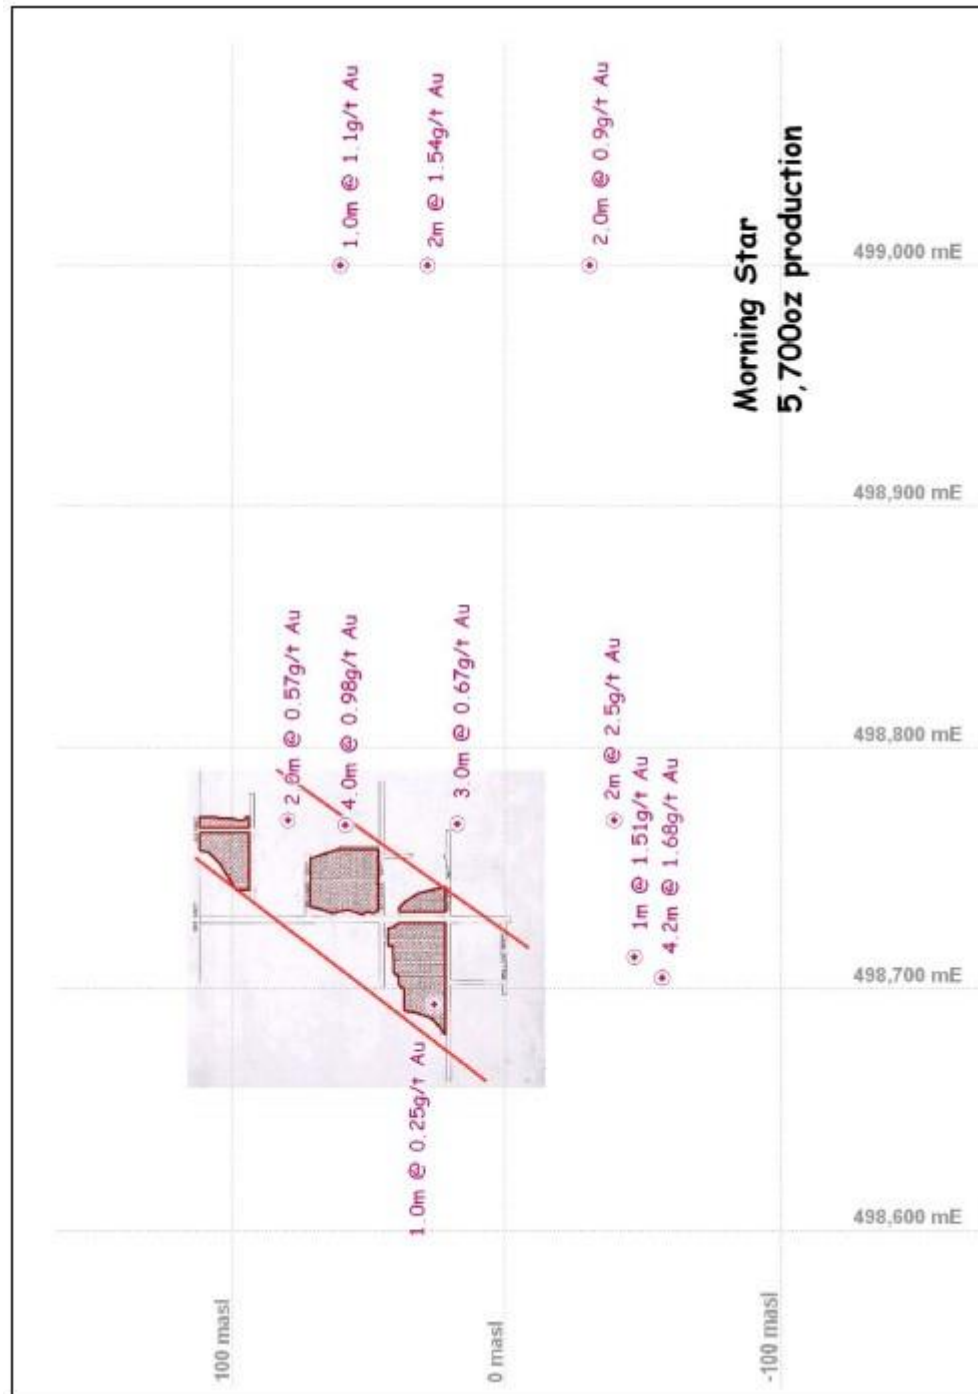 1.0m @ 1.1g/t Au
2m @ 1.54g/t Au
2.0m @ 0.9g/t Au
Morning Star
5,700oz production
499,000 mE
498,900 mE
2.0m @ 0.57g/t Au
4.0m @ 0.98g/t Au
3.0m @ 0.67g/t Au
2m @ 2.5g/t Au
1m @ 1.51g/t Au
4.2m @ 1.68g/t Au
498,800 mE
498,700 mE
1.0m @ 0.25g/t Au
498,600 mE
100 masl
0 masl
-100 masl